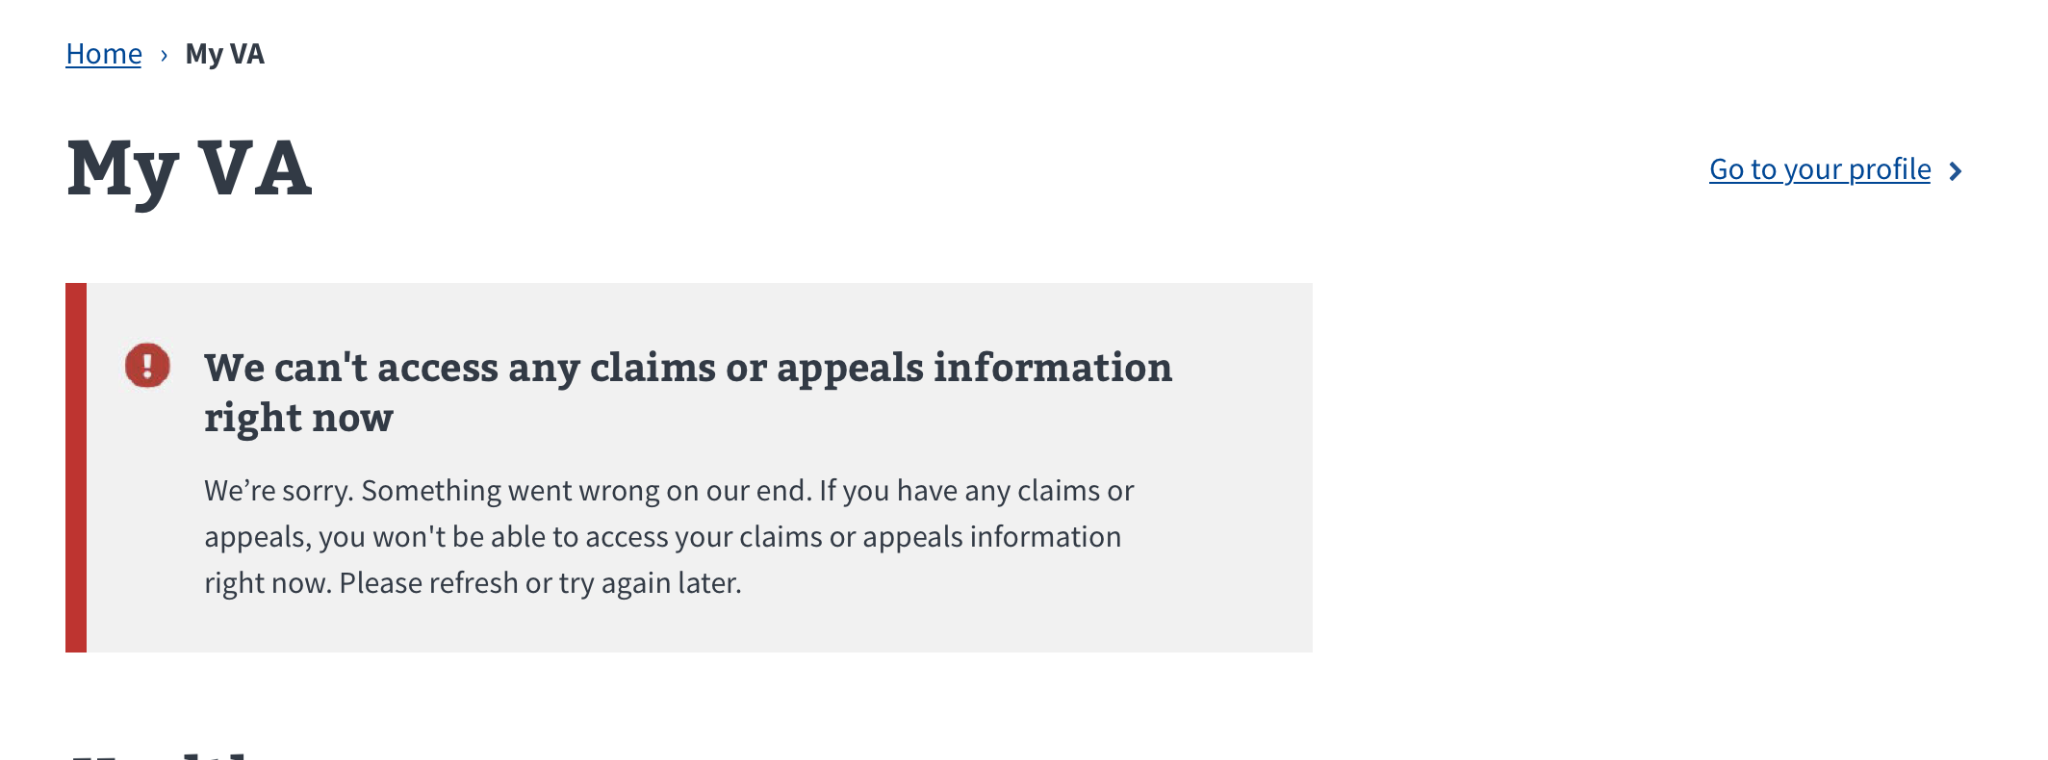 Home › My VA
My VA
Go to your profile
We can't access any claims or appeals information
right now
We’re sorry. Something went wrong on our end. If you have any claims or
appeals, you won't be able to access your claims or appeals information
right now. Please refresh or try again later.